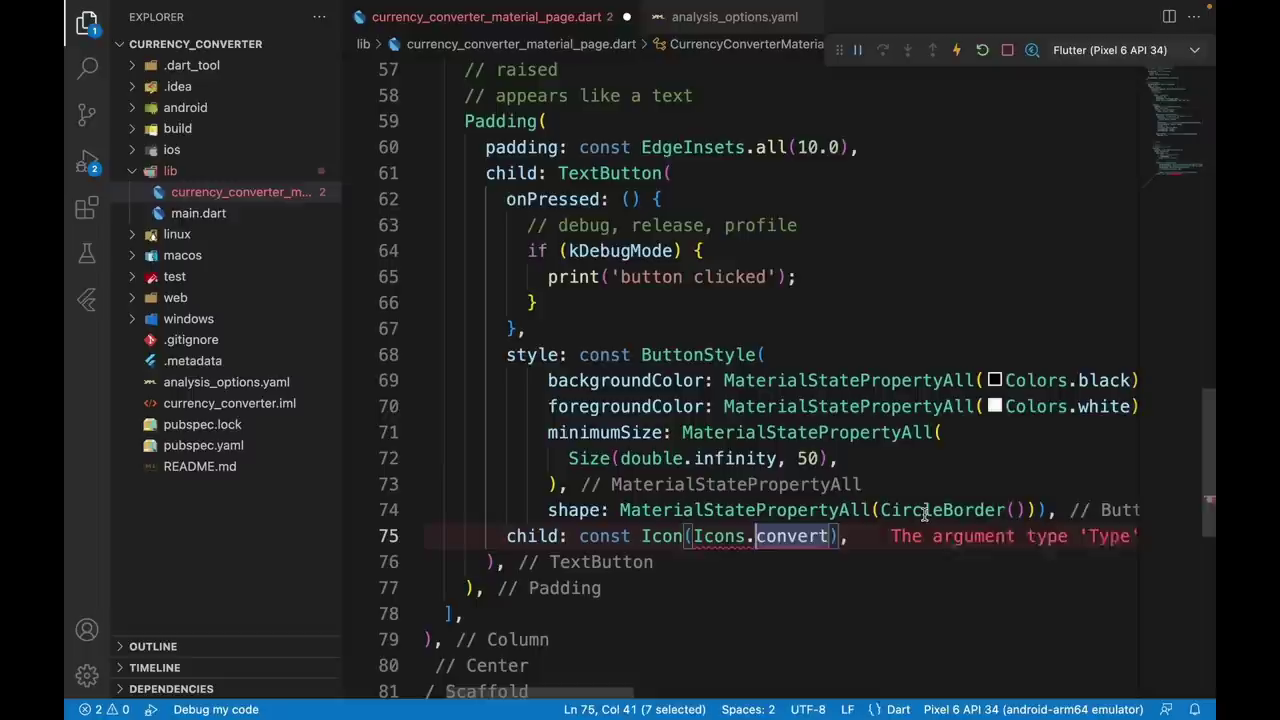 EXPLORER
currency_converter_material_page.dart 2
analysis_options.yaml
CURRENCY_CONVERTER
lib > currency_converter_material_page.dart > CurrencyConverterMateria
Flutter (Pixel 6 API 34)
1
2
.dart_tool
.idea
android
build
ios
lib
currency_converter_m... 2
main.dart
linux
macos
test
web
windows
.gitignore
.metadata
analysis_options.yaml
currency_converter.iml
pubspec.lock
pubspec.yaml
README.md
OUTLINE
TIMELINE
DEPENDENCIES
57 // raised
58 // appears like a text
59 Padding(
60 padding: const EdgeInsets.all(10.0),
61 child: TextButton(
62 onPressed: () {
63 // debug, release, profile
64 if (kDebugMode) {
65 print('button clicked');
66 }
67 },
68 style: const ButtonStyle(
69 backgroundColor: MaterialStatePropertyAll(Colors.black)
70 foregroundColor: MaterialStatePropertyAll(Colors.white)
71 minimumSize: MaterialStatePropertyAll(
72 Size(double.infinity, 50),
73 ), // MaterialStatePropertyAll
74 shape: MaterialStatePropertyAll(CircleBorder())), // Butt
75 child: const Icon(Icons.convert), The argument type 'Type'
76 ), // TextButton
77 ), // Padding
78 ],
79 ), // Column
80 // Center
81 / Scaffold
2 0 Debug my code Ln 75, Col 41 (7 selected) Spaces: 2 UTF-8 LF {} Dart Pixel 6 API 34 (android-arm64 emulator)